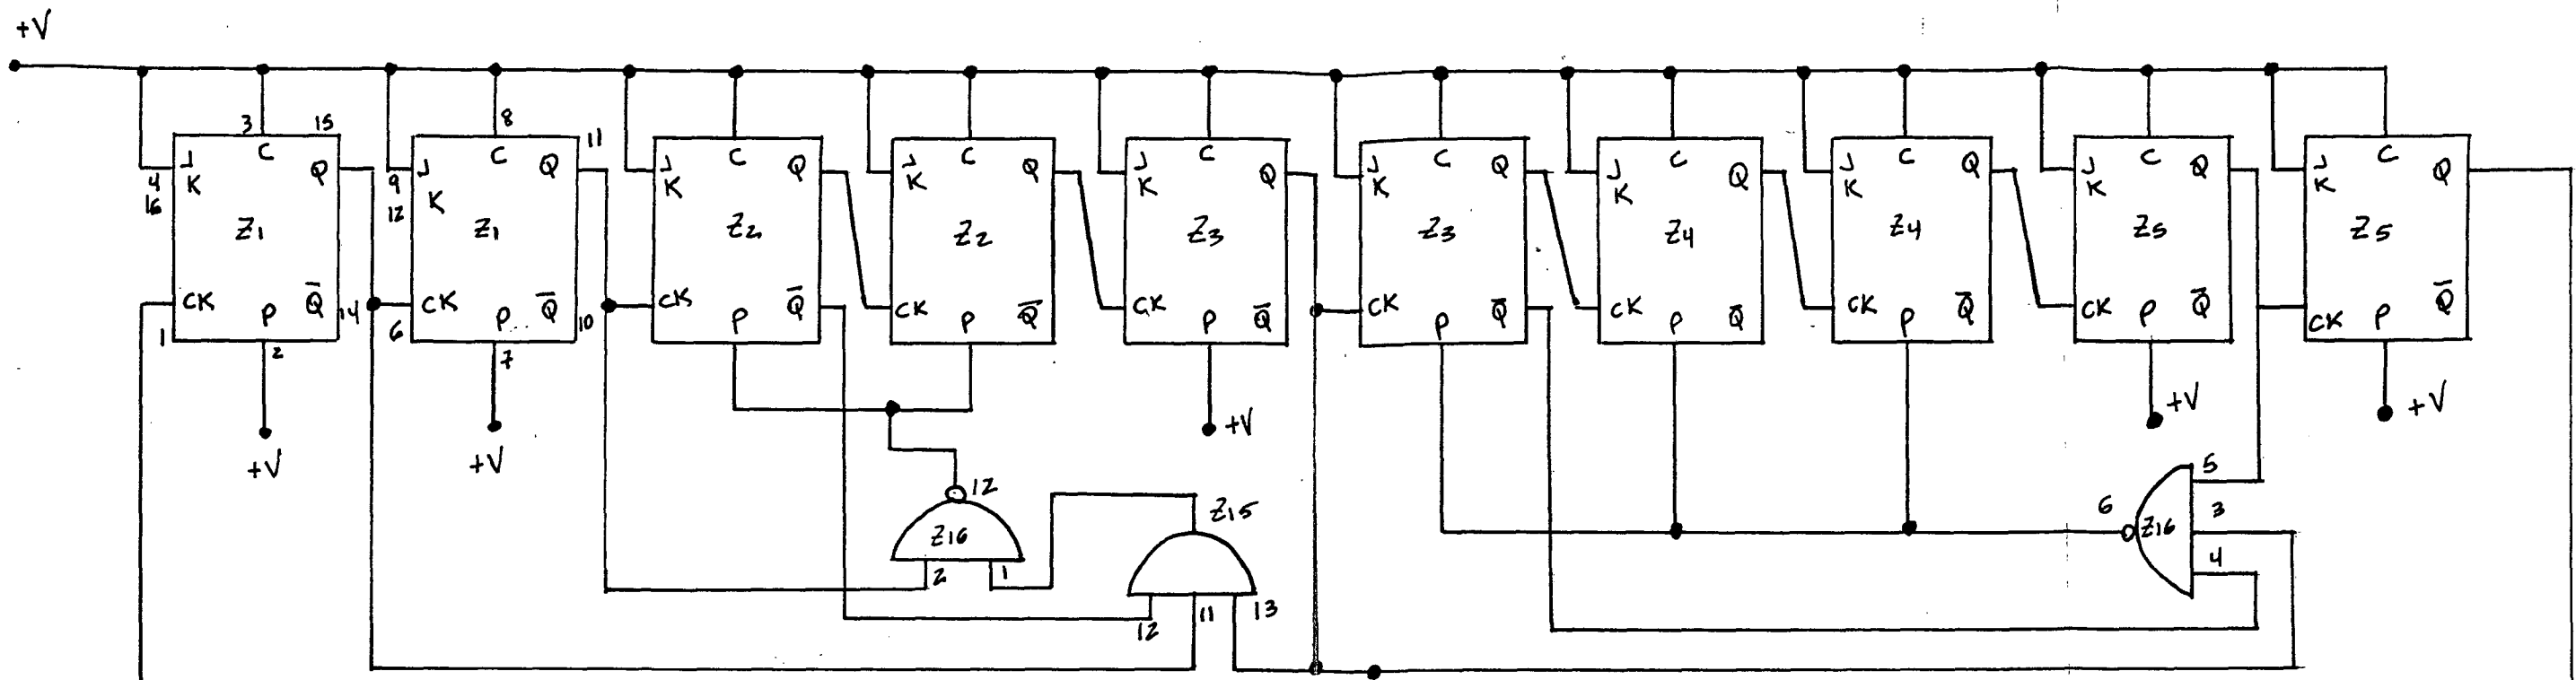 +V
3 15 8 11
J C Q J C Q J C Q J C Q J C Q J C Q J C Q J C Q J C Q J C Q
4 K 9 K K K K K K K K K
16 12
Z1 Z1 Z2 Z2 Z3 Z3 Z4 Z4 Z5 Z5
CK P Q̅ 14 CK P Q̅ 10 CK P Q̅ CK P Q̅ CK P Q̅ CK P Q̅ CK P Q̅ CK P Q̅ CK P Q̅ CK P Q̅
1 2 6 7
+V +V +V +V +V
12 Z15 5
Z16 6 Z16 3
2 1 4
12 11 13